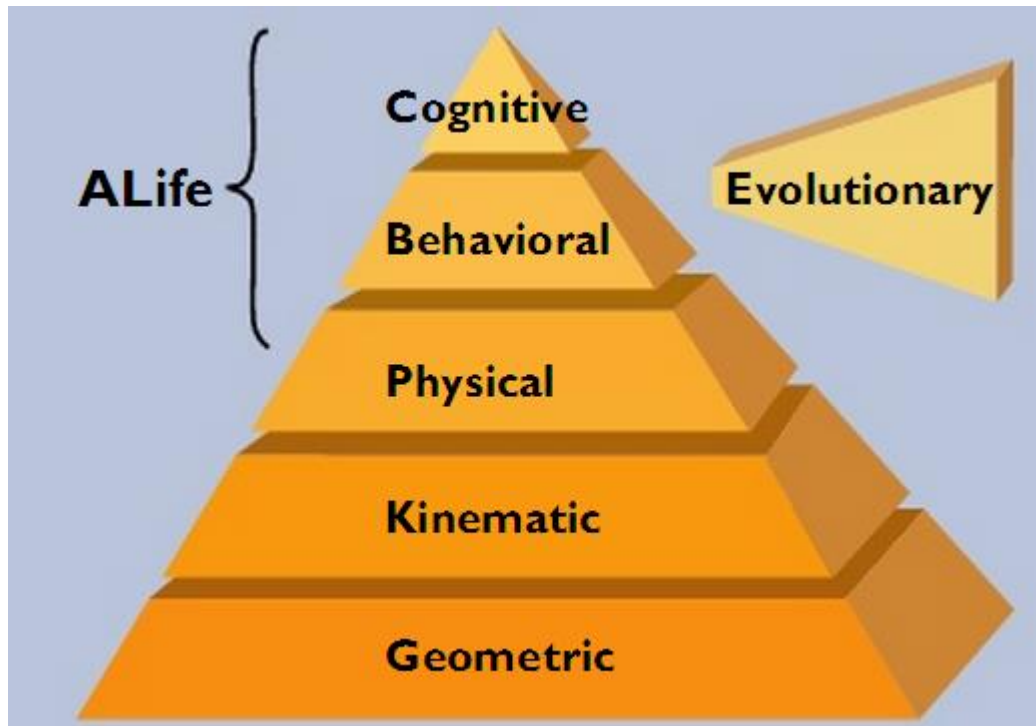 Cognitive
ALife
Evolutionary
Behavioral
Physical
Kinematic
Geometric